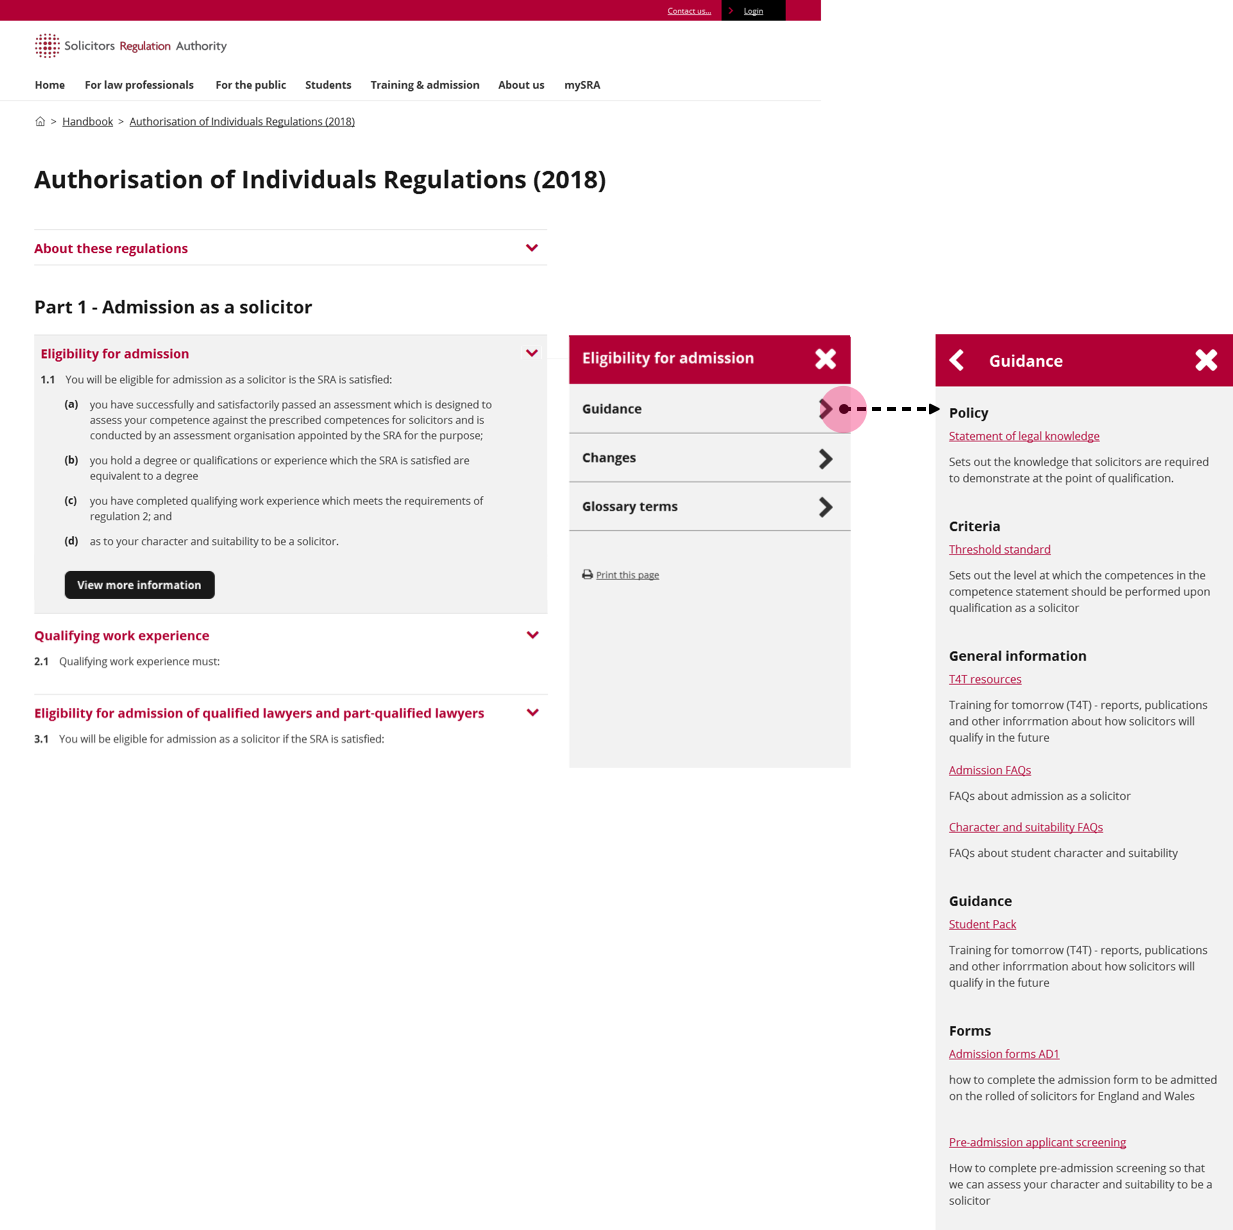 Contact us...
Login
Solicitors Regulation Authority
Home For law professionals For the public Students Training & admission About us mySRA
> Handbook > Authorisation of Individuals Regulations (2018)
Authorisation of Individuals Regulations (2018)
About these regulations
Part 1 - Admission as a solicitor
Eligibility for admission
1.1 You will be eligible for admission as a solicitor is the SRA is satisfied:
(a) you have successfully and satisfactorily passed an assessment which is designed to
assess your competence against the prescribed competences for solicitors and is
conducted by an assessment organisation appointed by the SRA for the purpose;
(b) you hold a degree or qualifications or experience which the SRA is satisfied are
equivalent to a degree
(c) you have completed qualifying work experience which meets the requirements of
regulation 2; and
(d) as to your character and suitability to be a solicitor.
View more information
Qualifying work experience
2.1 Qualifying work experience must:
Eligibility for admission of qualified lawyers and part-qualified lawyers
3.1 You will be eligible for admission as a solicitor if the SRA is satisfied:
Eligibility for admission
Guidance
Changes
Glossary terms
Print this page
Guidance
Policy
Statement of legal knowledge
Sets out the knowledge that solicitors are required
to demonstrate at the point of qualification.
Criteria
Threshold standard
Sets out the level at which the competences in the
competence statement should be performed upon
qualification as a solicitor
General information
T4T resources
Training for tomorrow (T4T) - reports, publications
and other inforrmation about how solicitors will
qualify in the future
Admission FAQs
FAQs about admission as a solicitor
Character and suitability FAQs
FAQs about student character and suitability
Guidance
Student Pack
Training for tomorrow (T4T) - reports, publications
and other inforrmation about how solicitors will
qualify in the future
Forms
Admission forms AD1
how to complete the admission form to be admitted
on the rolled of solicitors for England and Wales
Pre-admission applicant screening
How to complete pre-admission screening so that
we can assess your character and suitability to be a
solicitor